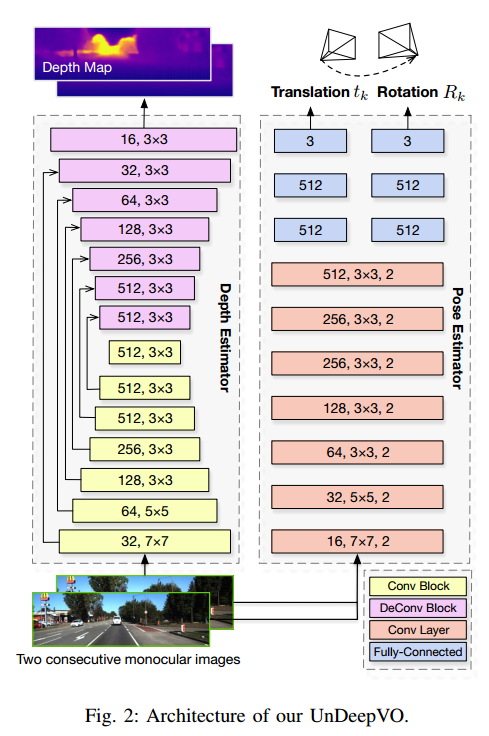 Depth Map
Translation tk Rotation Rk
16, 3×3
32, 3×3
64, 3×3
128, 3×3
256, 3×3
512, 3×3
512, 3×3
512, 3×3
512, 3×3
512, 3×3
256, 3×3
128, 3×3
64, 5×5
32, 7×7
Depth Estimator
3 3
512 512
512 512
512, 3×3, 2
256, 3×3, 2
256, 3×3, 2
128, 3×3, 2
64, 3×3, 2
32, 5×5, 2
16, 7×7, 2
Pose Estimator
Two consecutive monocular images
Conv Block
DeConv Block
Conv Layer
Fully-Connected
Fig. 2: Architecture of our UnDeepVO.